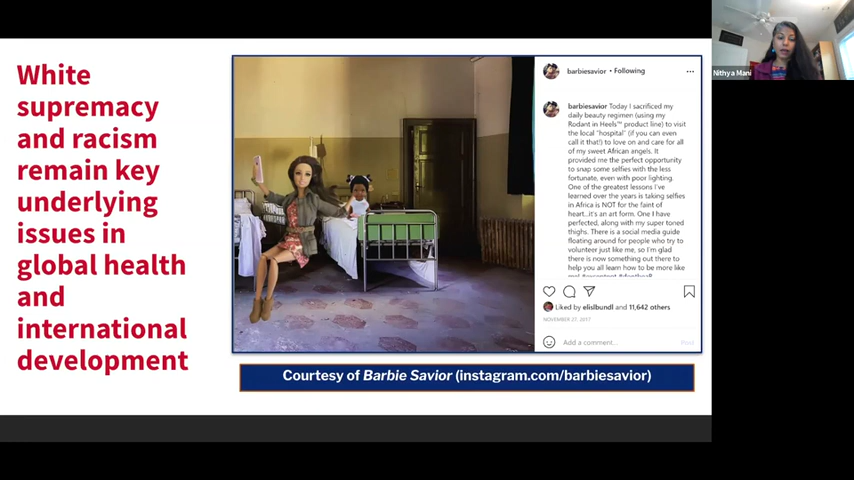 White
supremacy
and racism
remain key
underlying
issues in
global health
and
international
development
barbiesavior • Following
barbiesavior Today I sacrificed my
daily beauty regimen (using my
Rodant in Heels™ product line) to visit
the local "hospital" (if you can even
call it that!) to love on and care for all
of my sweet African angels. It
provided me the perfect opportunity
to snap some selfies with the less
fortunate, even with poor lighting.
One of the greatest lessons I've
learned over the years is taking selfies
in Africa is NOT for the faint of
heart...it's an art form. One I have
perfected, along with my super toned
thighs. There is a social media guide
floating around for people who try to
volunteer just like me, so I'm glad
there is now something out there to
help you all learn how to be more like
Liked by elislbundl and 11,642 others
NOVEMBER 27, 2017
Add a comment...
Post
Courtesy of Barbie Savior (instagram.com/barbiesavior)
Nithya Mani